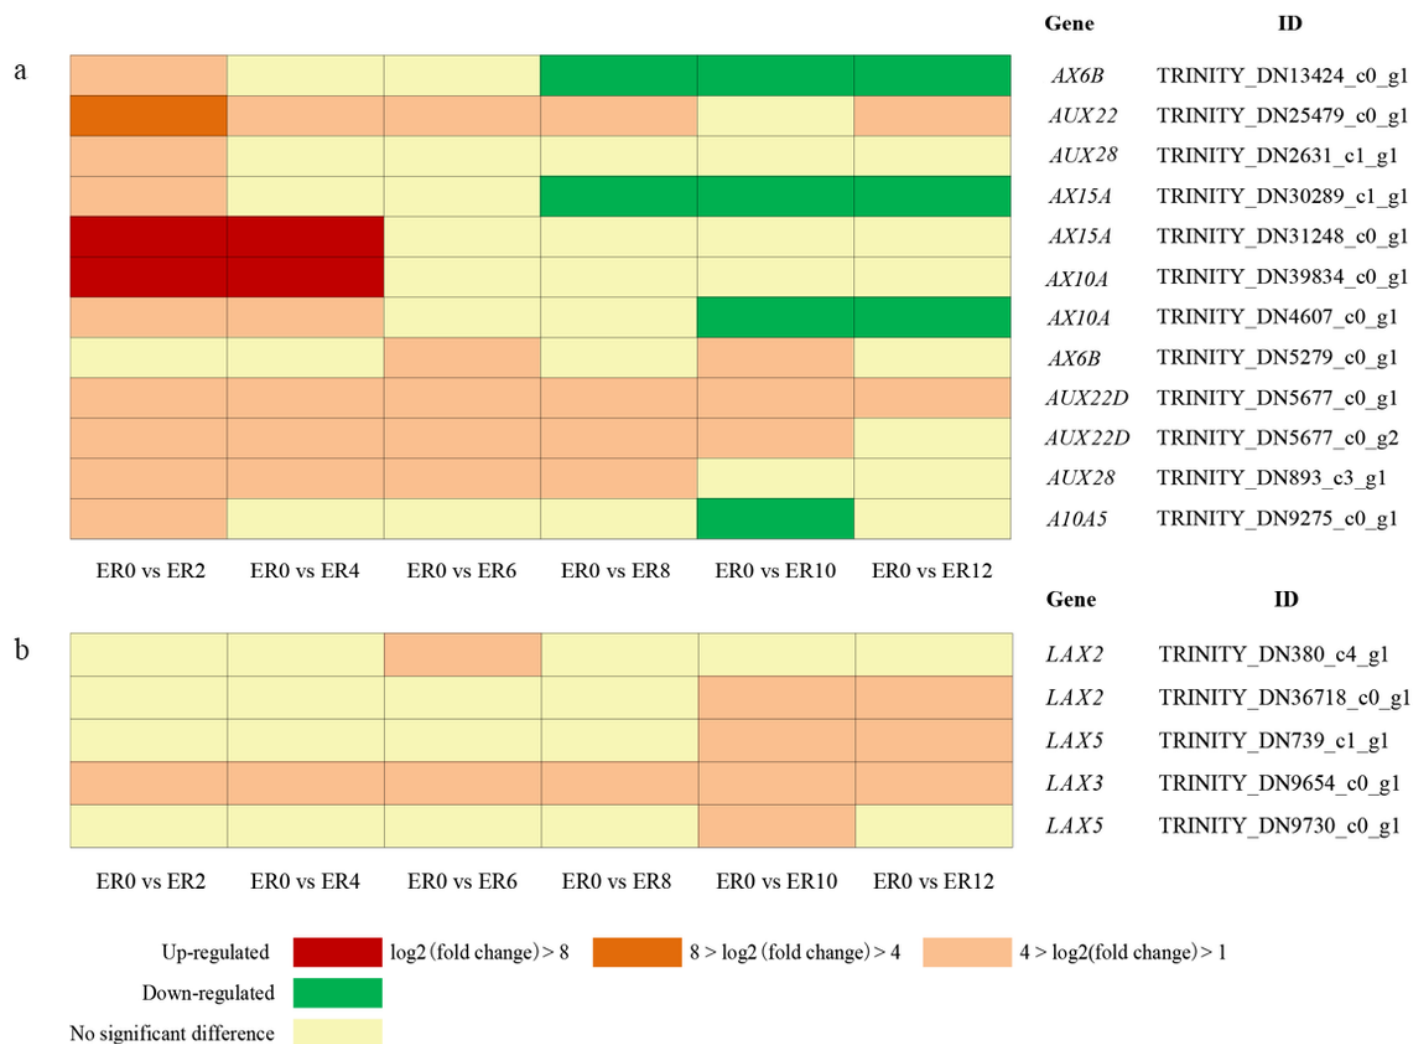 Gene ID
a
AX6B TRINITY_DN13424_c0_g1
AUX22 TRINITY_DN25479_c0_g1
AUX28 TRINITY_DN2631_c1_g1
AX15A TRINITY_DN30289_c1_g1
AX15A TRINITY_DN31248_c0_g1
AX10A TRINITY_DN39834_c0_g1
AX10A TRINITY_DN4607_c0_g1
AX6B TRINITY_DN5279_c0_g1
AUX22D TRINITY_DN5677_c0_g1
AUX22D TRINITY_DN5677_c0_g2
AUX28 TRINITY_DN893_c3_g1
A10A5 TRINITY_DN9275_c0_g1
ER0 vs ER2 ER0 vs ER4 ER0 vs ER6 ER0 vs ER8 ER0 vs ER10 ER0 vs ER12
Gene ID
b
LAX2 TRINITY_DN380_c4_g1
LAX2 TRINITY_DN36718_c0_g1
LAX5 TRINITY_DN739_c1_g1
LAX3 TRINITY_DN9654_c0_g1
LAX5 TRINITY_DN9730_c0_g1
ER0 vs ER2 ER0 vs ER4 ER0 vs ER6 ER0 vs ER8 ER0 vs ER10 ER0 vs ER12
Up-regulated log2 (fold change) > 8 8 > log2 (fold change) > 4 4 > log2(fold change) > 1
Down-regulated
No significant difference